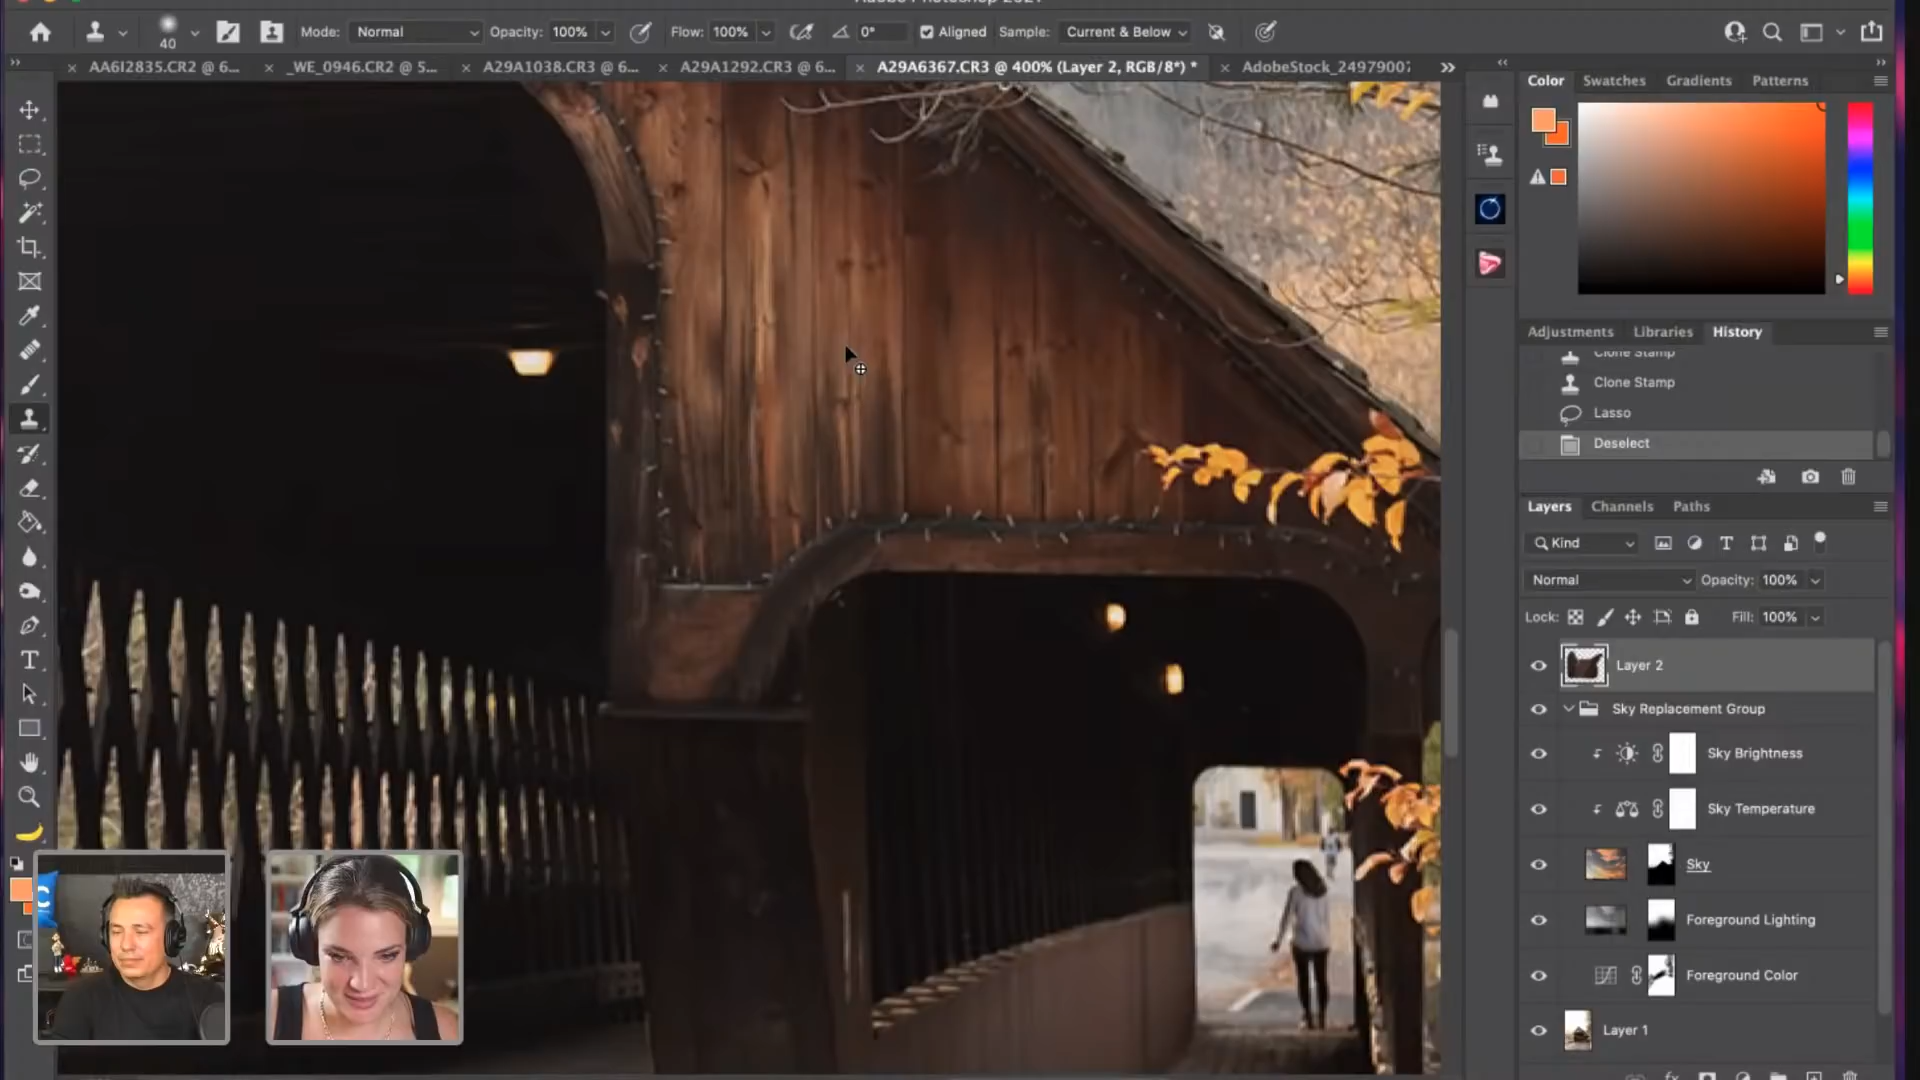 Mode: Normal Opacity: 100% Flow: 100% 0° Aligned Sample: Current & Below
40
AA6I2835.CR2 @ 6... _WE_0946.CR2 @ 5... A29A1038.CR3 @ 6... A29A1292.CR3 @ 6... A29A6367.CR3 @ 400% (Layer 2, RGB/8*) * AdobeStock_24979007
Color Swatches Gradients Patterns
Adjustments Libraries History
Clone Stamp
Clone Stamp
Lasso
Deselect
Layers Channels Paths
Kind
Normal Opacity: 100%
Lock: Fill: 100%
Layer 2
Sky Replacement Group
Sky Brightness
Sky Temperature
Sky
Foreground Lighting
Foreground Color
Layer 1